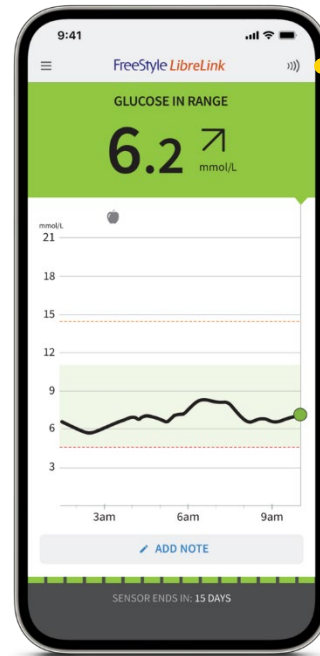 9:41
FreeStyle LibreLink
GLUCOSE IN RANGE
6.2 mmol/L
mmol/L
21
18
15
12
9
6
3
3am 6am 9am
ADD NOTE
SENSOR ENDS IN: 15 DAYS